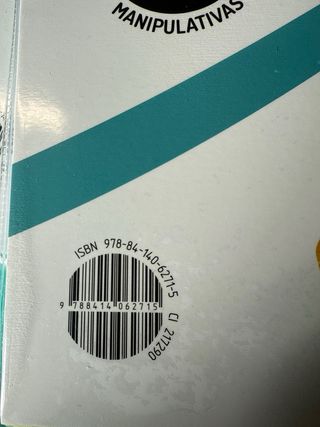 MANIPULATIVAS
ISBN 978-84-140-6271-5
9 788414 062715
CI 217290